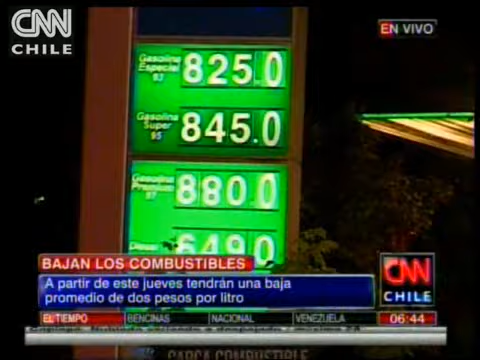 CNN
CHILE
EN VIVO
Gasolina
Especial
93
825.0
Gasolina
Super
95
845.0
Gasolina
Premium
97
880.0
Diesel
649.0
BAJAN LOS COMBUSTIBLES
A partir de este jueves tendrán una baja
promedio de dos pesos por litro
CNN
CHILE
EL TIEMPO
BENCINAS
NACIONAL
VENEZUELA
06:44